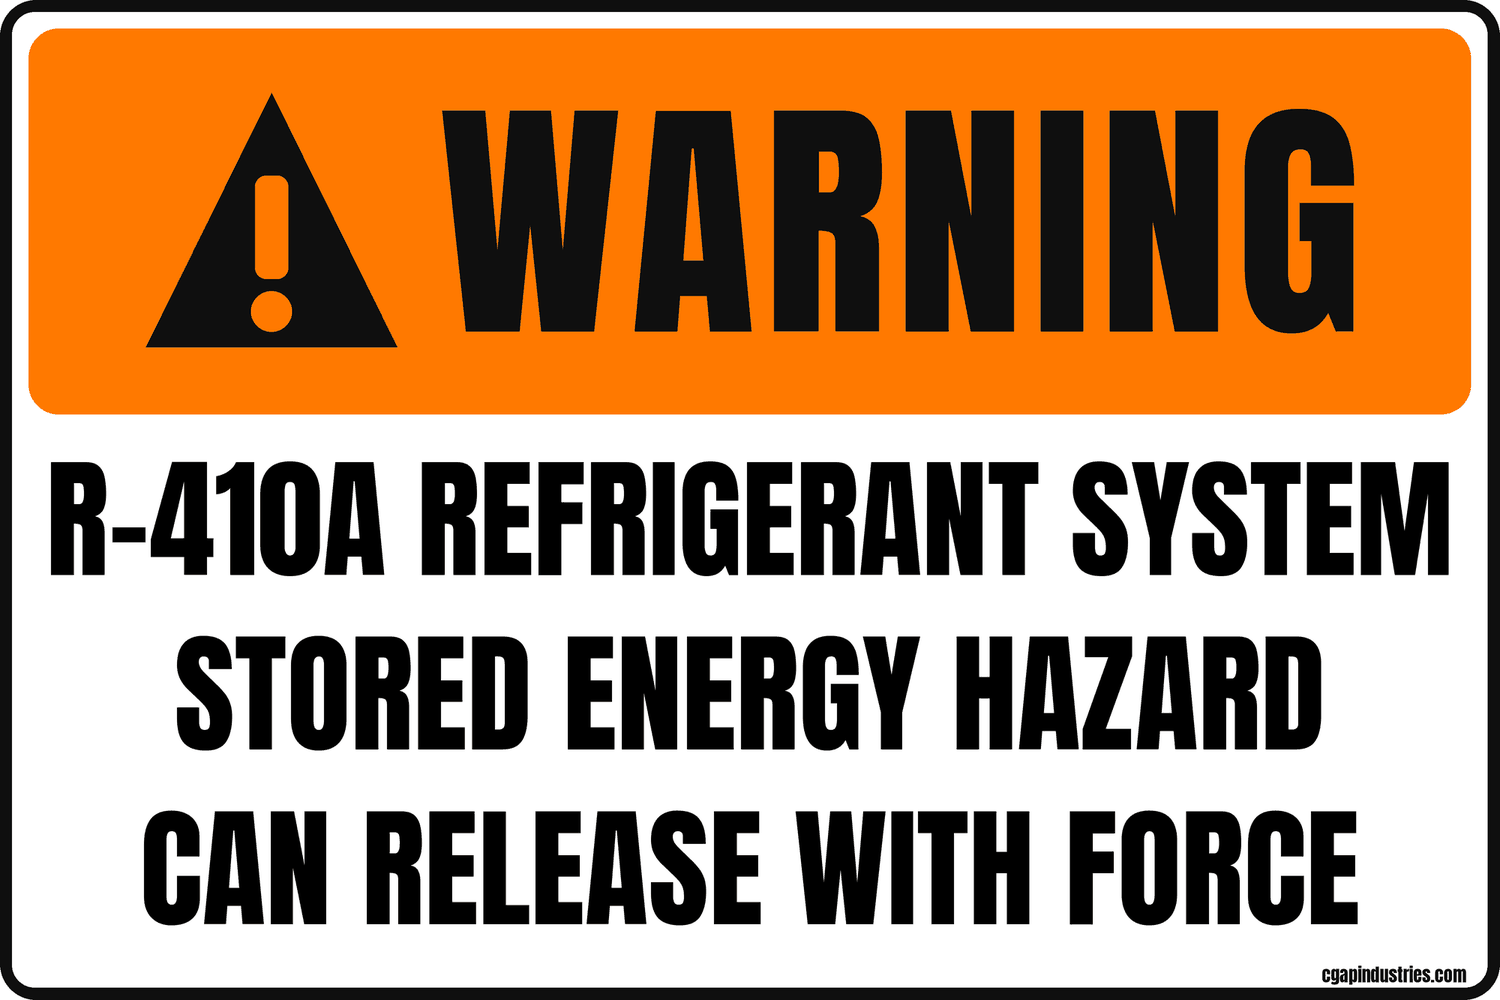 WARNING
R-410A REFRIGERANT SYSTEM
STORED ENERGY HAZARD
CAN RELEASE WITH FORCE
cgapindustries.com